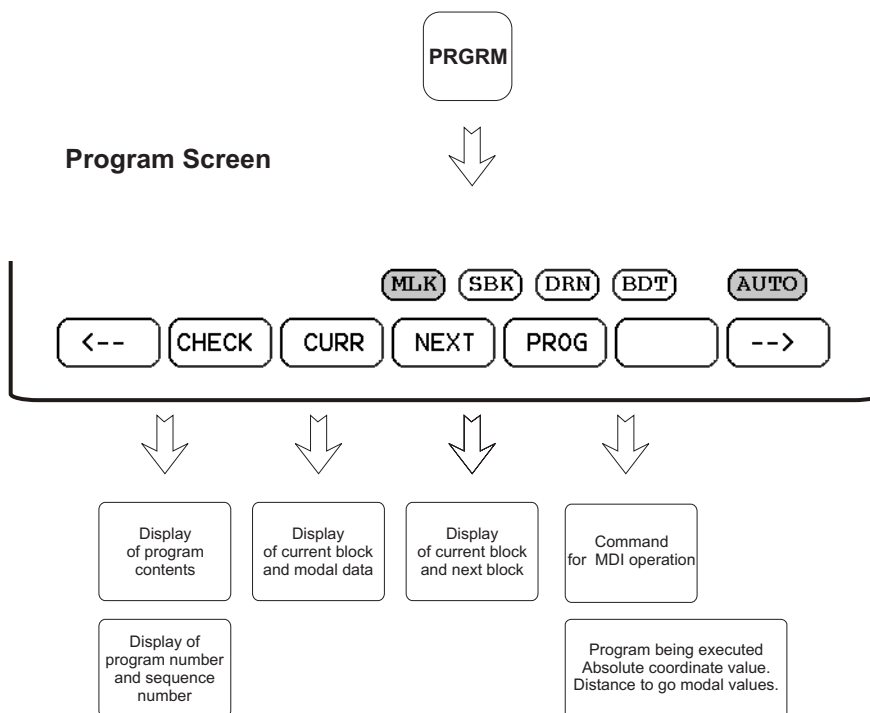 PRGRM
Program Screen
MLK SBK DRN BDT AUTO
<-- CHECK CURR NEXT PROG -->
Display
of program
contents
Display
of current block
and modal data
Display
of current block
and next block
Command
for MDI operation
Display of
program number
and sequence
number
Program being executed
Absolute coordinate value.
Distance to go modal values.